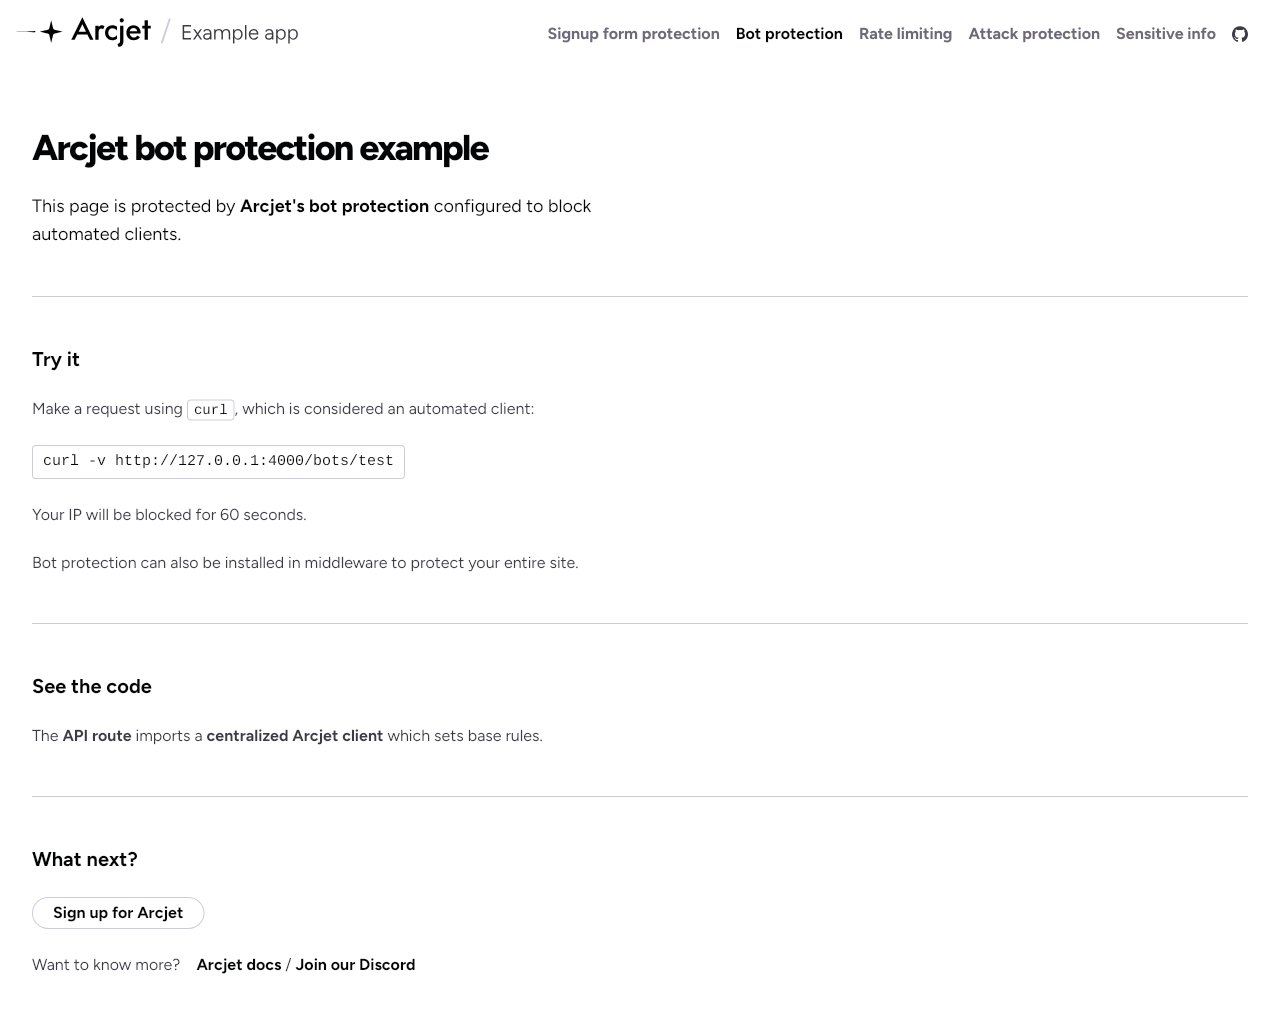 Arcjet / Example app
Signup form protection Bot protection Rate limiting Attack protection Sensitive info
Arcjet bot protection example
This page is protected by Arcjet's bot protection configured to block
automated clients.
Try it
Make a request using curl, which is considered an automated client:
curl -v http://127.0.0.1:4000/bots/test
Your IP will be blocked for 60 seconds.
Bot protection can also be installed in middleware to protect your entire site.
See the code
The API route imports a centralized Arcjet client which sets base rules.
What next?
Sign up for Arcjet
Want to know more? Arcjet docs / Join our Discord